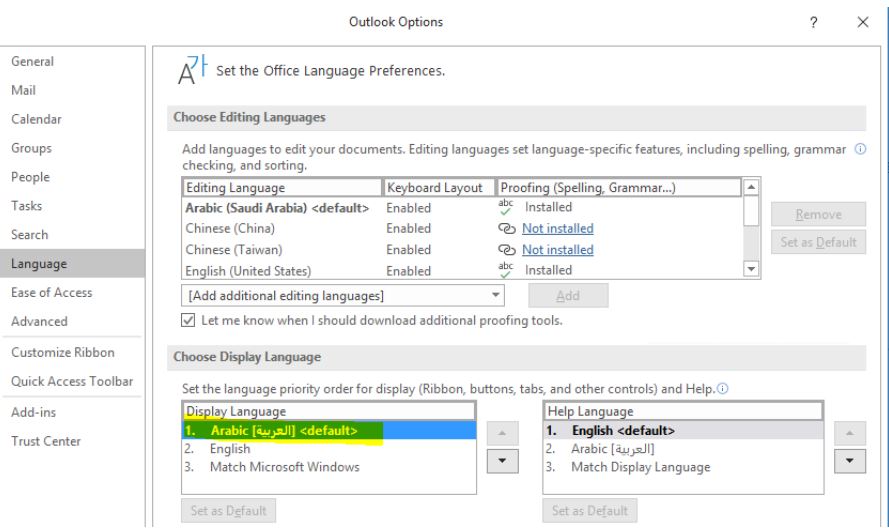 Outlook Options
?
General
Mail
Calendar
Groups
People
Tasks
Search
Language
Ease of Access
Advanced
Customize Ribbon
Quick Access Toolbar
Add-ins
Trust Center
A가 Set the Office Language Preferences.
Choose Editing Languages
Add languages to edit your documents. Editing languages set language-specific features, including spelling, grammar
checking, and sorting.
Editing Language Keyboard Layout Proofing (Spelling, Grammar...)
Arabic (Saudi Arabia) <default> Enabled abc Installed
Chinese (China) Enabled Not installed
Chinese (Taiwan) Enabled Not installed
English (United States) Enabled abc Installed
Remove
Set as Default
[Add additional editing languages] Add
Let me know when I should download additional proofing tools.
Choose Display Language
Set the language priority order for display (Ribbon, buttons, tabs, and other controls) and Help.
Display Language
1. Arabic [العربية] <default>
2. English
3. Match Microsoft Windows
Set as Default
Help Language
1. English <default>
2. Arabic [العربية]
3. Match Display Language
Set as Default